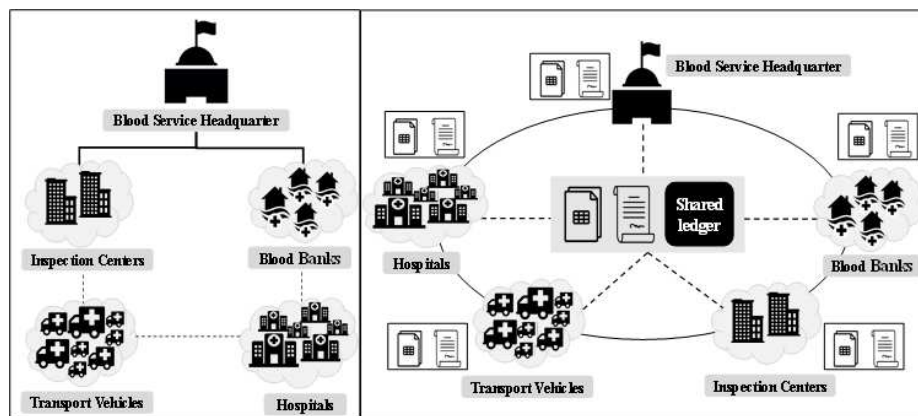 Blood Service Headquarter
Inspection Centers
Blood Banks
Transport Vehicles
Hospitals
Blood Service Headquarter
Shared
ledger
Hospitals
Blood Banks
Transport Vehicles
Inspection Centers